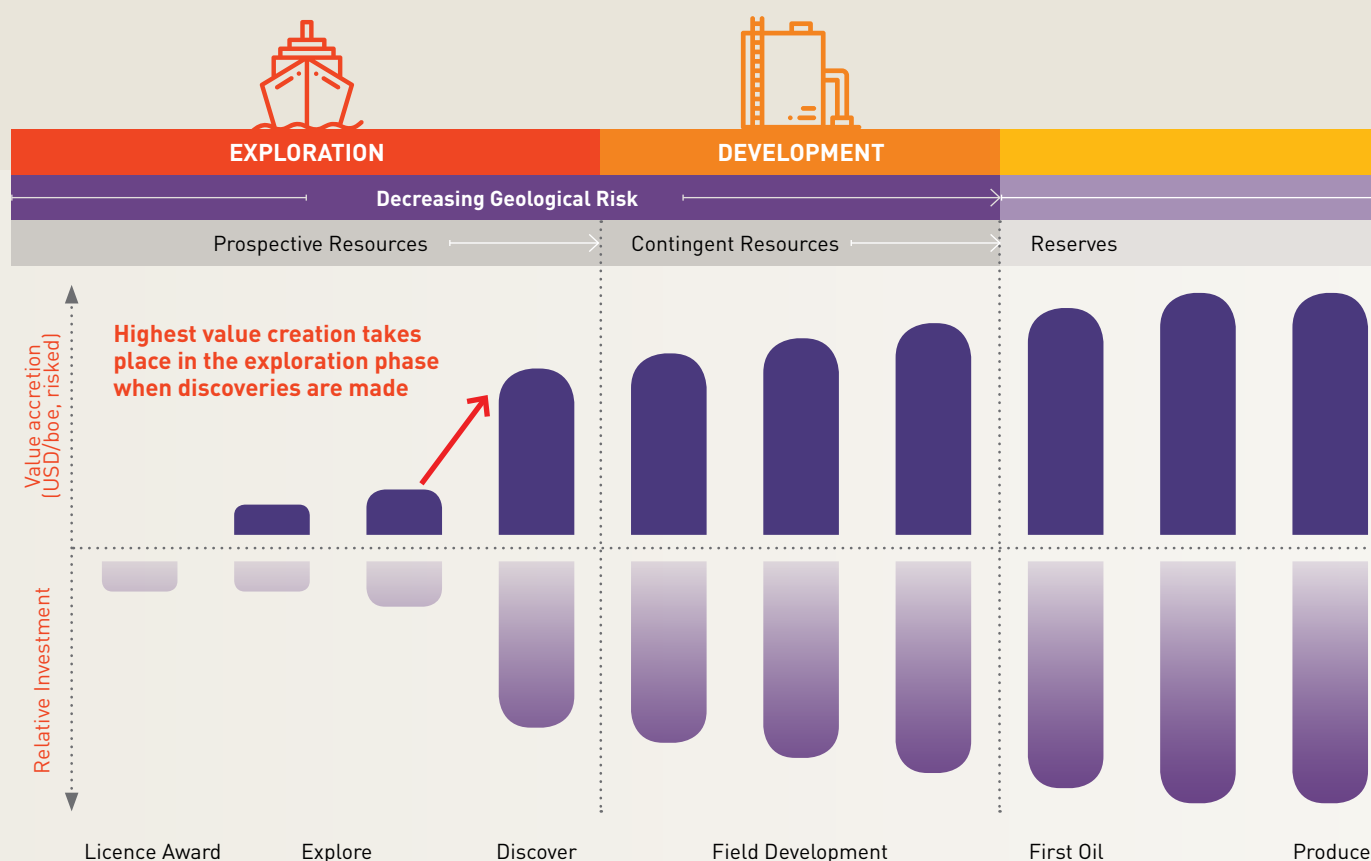 EXPLORATION
DEVELOPMENT
Decreasing Geological Risk
Prospective Resources
Contingent Resources
Reserves
Highest value creation takes
place in the exploration phase
when discoveries are made
Value accretion
(USD/boe, risked)
Relative Investment
Licence Award
Explore
Discover
Field Development
First Oil
Produce